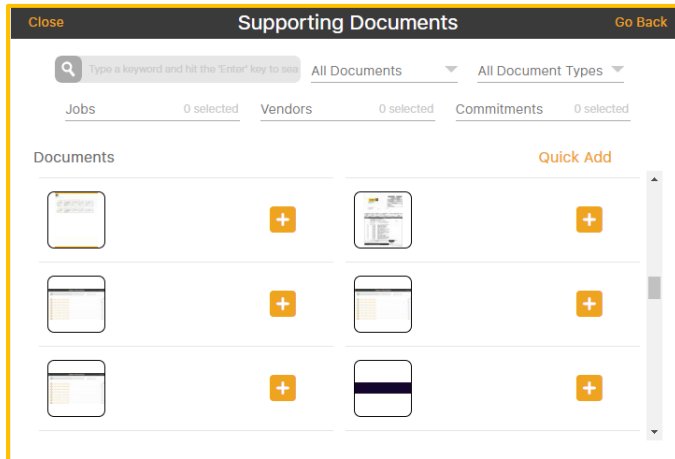 Close Supporting Documents Go Back
Type a keyword and hit the 'Enter' key to sea All Documents All Document Types
Jobs 0 selected Vendors 0 selected Commitments 0 selected
Documents Quick Add